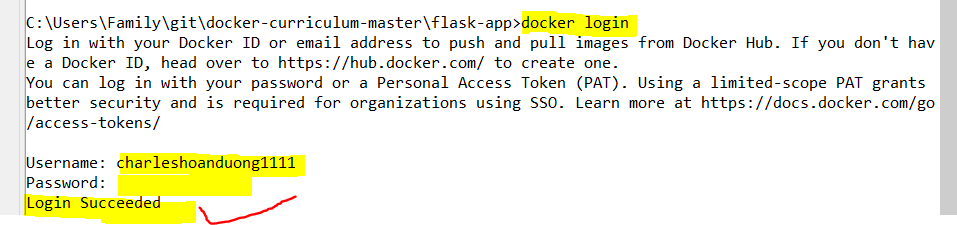 C:\Users\Family\git\docker-curriculum-master\flask-app>docker login
Log in with your Docker ID or email address to push and pull images from Docker Hub. If you don't hav
e a Docker ID, head over to https://hub.docker.com/ to create one.
You can log in with your password or a Personal Access Token (PAT). Using a limited-scope PAT grants
better security and is required for organizations using SSO. Learn more at https://docs.docker.com/go
/access-tokens/
Username: charleshoanduong1111
Password:
Login Succeeded